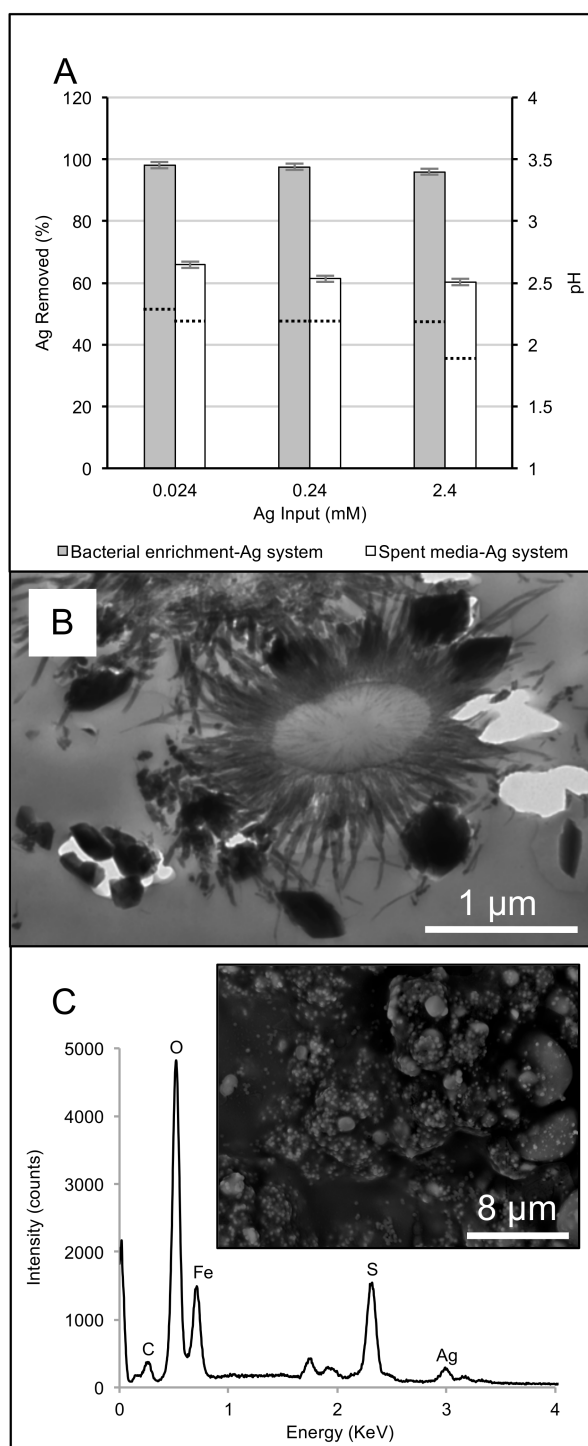 A
120
100
80
60
40
20
0
4
3.5
3
2.5
2
1.5
1
Ag Removed (%)
pH
0.024 0.24 2.4
Ag Input (mM)
Bacterial enrichment-Ag system Spent media-Ag system
B
1 µm
C
8 µm
5000
4000
3000
2000
1000
0
Intensity (counts)
O
Fe
C
S
Ag
0 1 2 3 4
Energy (KeV)